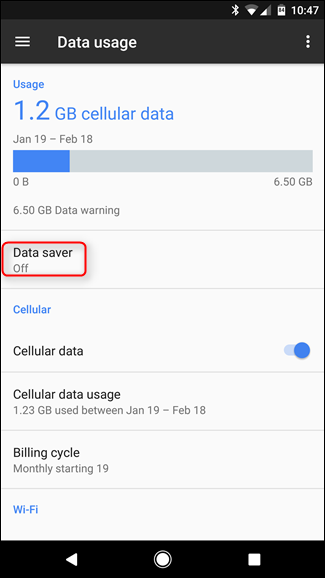 10:47
Data usage
Usage
1.2 GB cellular data
Jan 19 – Feb 18
0 B 6.50 GB
6.50 GB Data warning
Data saver
Off
Cellular
Cellular data
Cellular data usage
1.23 GB used between Jan 19 – Feb 18
Billing cycle
Monthly starting 19
Wi-Fi